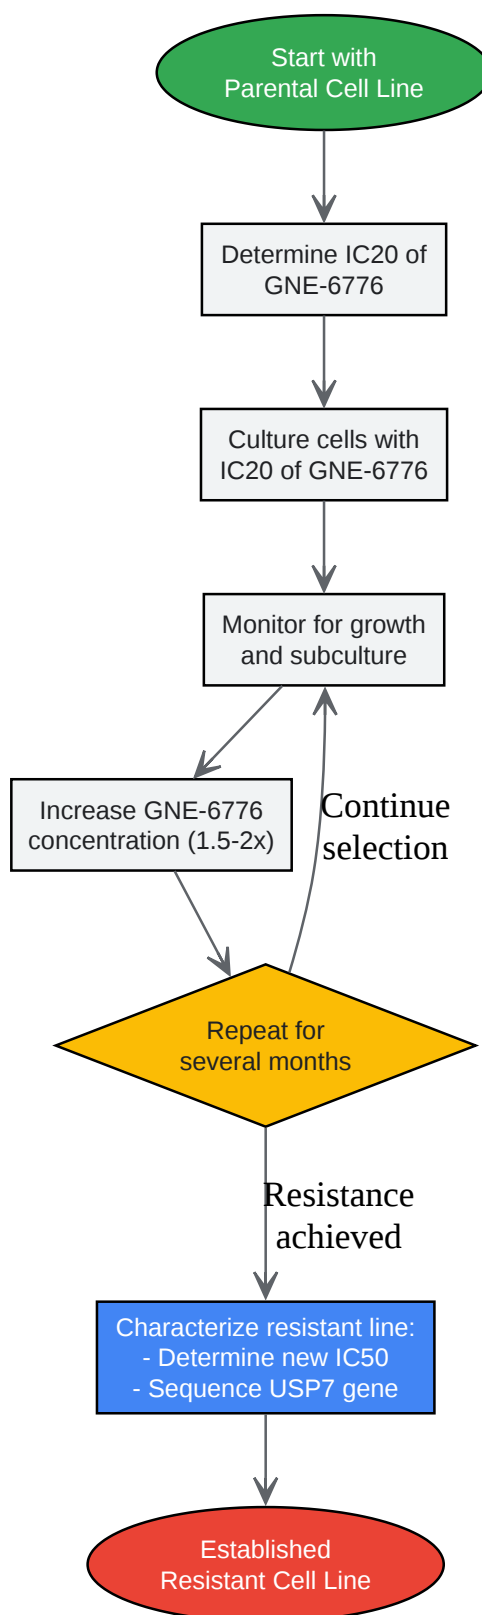 Start with
Parental Cell Line
Determine IC20 of
GNE-6776
Culture cells with
IC20 of GNE-6776
Monitor for growth
and subculture
Increase GNE-6776
concentration (1.5-2x)
Continue
selection
Repeat for
several months
Resistance
achieved
Characterize resistant line:
- Determine new IC50
- Sequence USP7 gene
Established
Resistant Cell Line